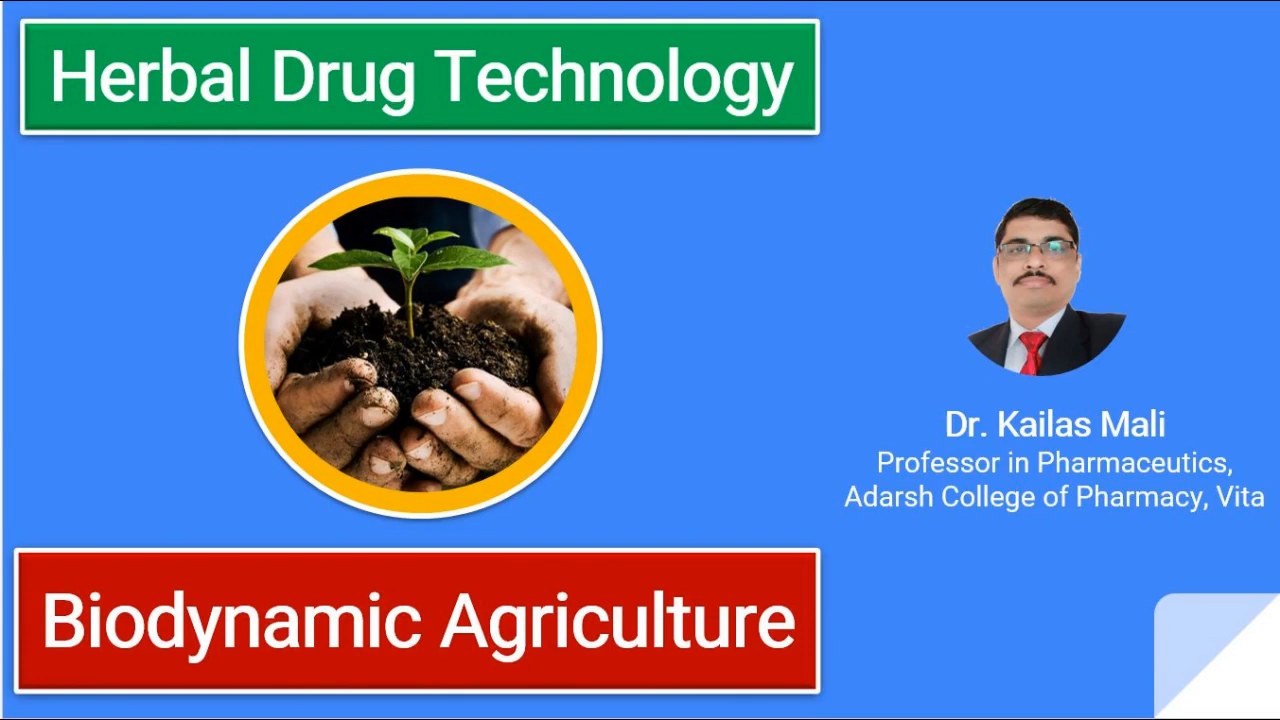 Herbal Drug Technology
Dr. Kailas Mali
Professor in Pharmaceutics,
Adarsh College of Pharmacy, Vita
Biodynamic Agriculture